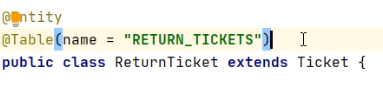 @Entity
@Table(name = "RETURN_TICKETS")
public class ReturnTicket extends Ticket {